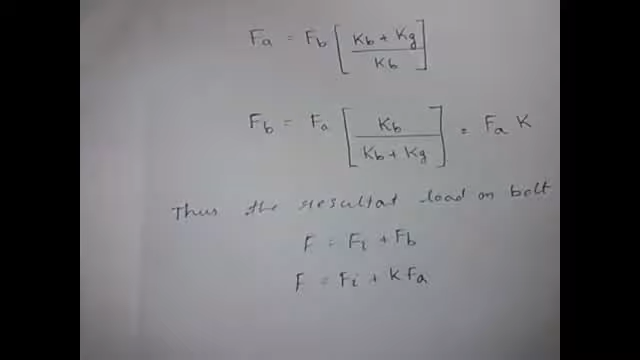 Fa = Fb [ (Kb + Kg) / Kb ]
Fb = Fa [ Kb / (Kb + Kg) ] = Fa K
Thus the resultat load on bolt
F = Fi + Fb
F = Fi + K Fa